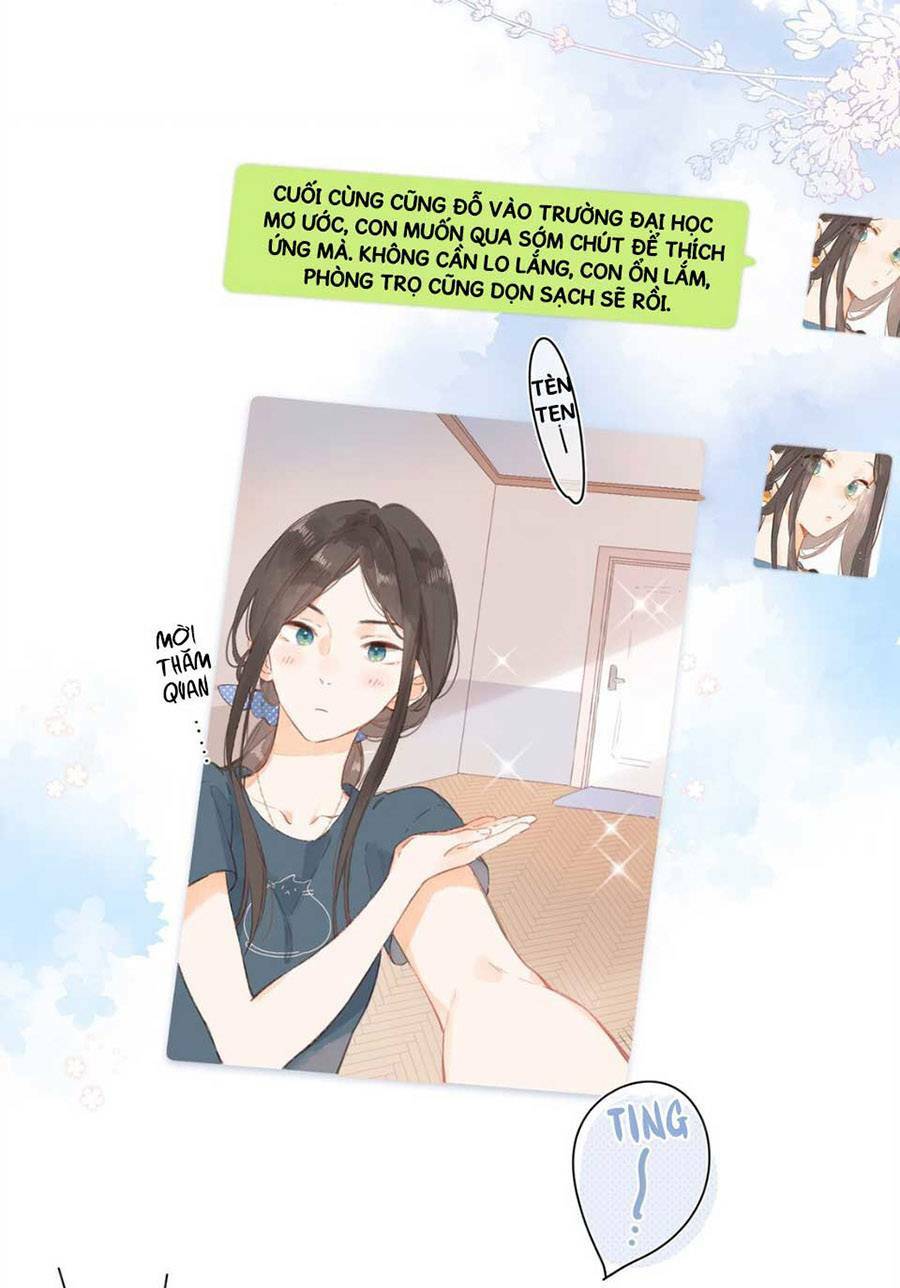 CUỐI CÙNG CŨNG ĐỖ VÀO TRƯỜNG ĐẠI HỌC
MƠ ƯỚC, CON MUỐN QUA SỚM CHÚT ĐỂ THÍCH
ỨNG MÀ. KHÔNG CẦN LO LẮNG, CON ỔN LẮM,
PHÒNG TRỌ CŨNG DỌN SẠCH SẼ RỒI.
TÈN
TEN
MỜI
THĂM
QUAN
......
TING